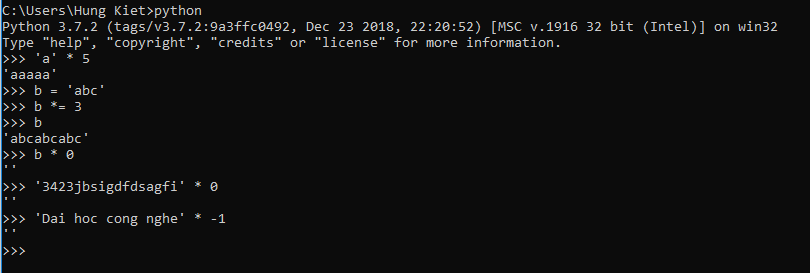 C:\Users\Hung Kiet>python
Python 3.7.2 (tags/v3.7.2:9a3ffc0492, Dec 23 2018, 22:20:52) [MSC v.1916 32 bit (Intel)] on win32
Type "help", "copyright", "credits" or "license" for more information.
>>> 'a' * 5
'aaaaa'
>>> b = 'abc'
>>> b *= 3
>>> b
'abcabcabc'
>>> b * 0
''
>>> '3423jbsigdfdsagfi' * 0
''
>>> 'Dai hoc cong nghe' * -1
''
>>>